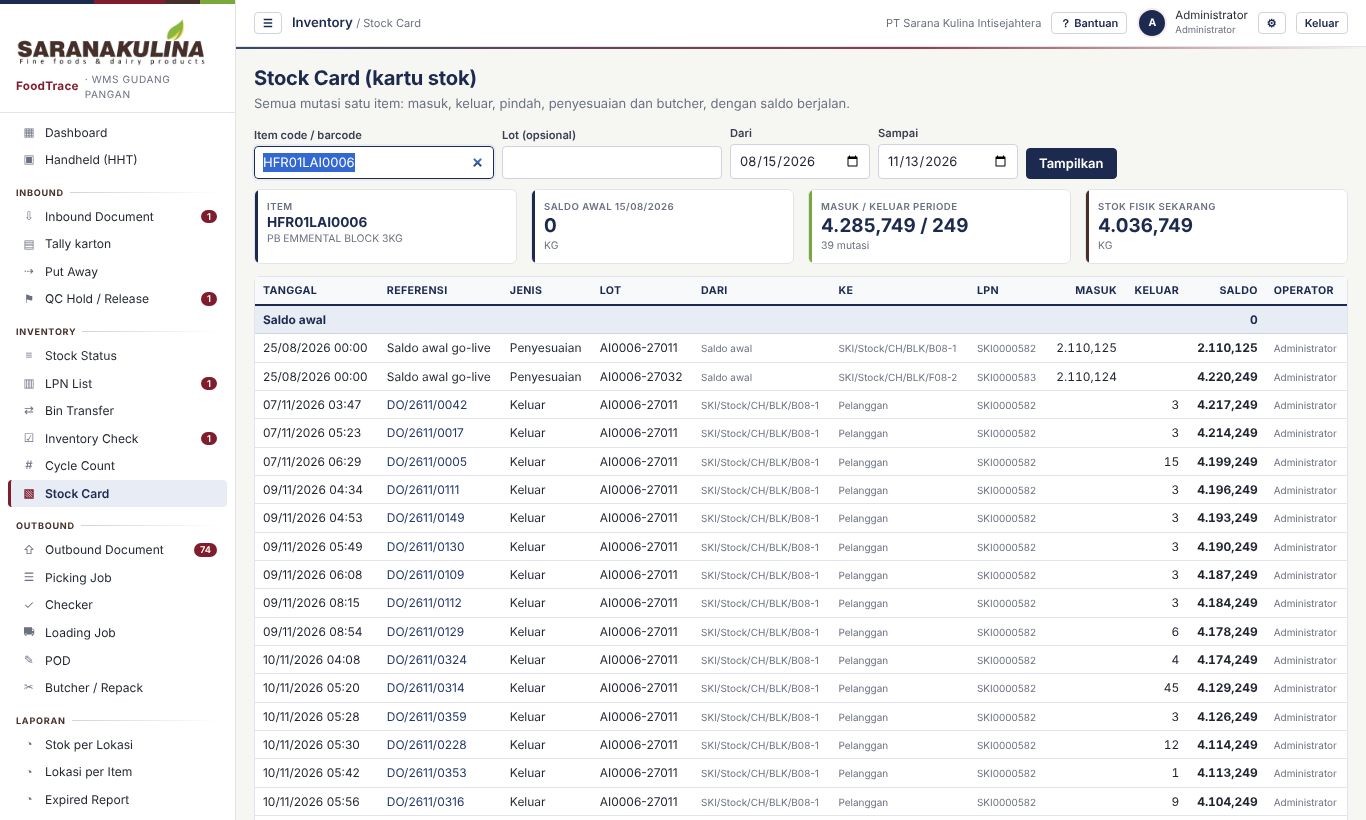 SARANAKULINA
Fine foods & dairy products
FoodTrace · WMS GUDANG PANGAN
Dashboard
Handheld (HHT)
INBOUND
Inbound Document 1
Tally karton
Put Away
QC Hold / Release 1
INVENTORY
Stock Status
LPN List 1
Bin Transfer
Inventory Check 1
# Cycle Count
Stock Card
OUTBOUND
Outbound Document 74
Picking Job
Checker
Loading Job
POD
Butcher / Repack
LAPORAN
Stok per Lokasi
Lokasi per Item
Expired Report
☰ Inventory / Stock Card
PT Sarana Kulina Intisejahtera ? Bantuan A Administrator
Administrator
Keluar
Stock Card (kartu stok)
Semua mutasi satu item: masuk, keluar, pindah, penyesuaian dan butcher, dengan saldo berjalan.
Item code / barcode Lot (opsional) Dari Sampai
HFR01LAI0006 × 08/15/2026 11/13/2026 Tampilkan
ITEM
HFR01LAI0006
PB EMMENTAL BLOCK 3KG
SALDO AWAL 15/08/2026
0
KG
MASUK / KELUAR PERIODE
4.285,749 / 249
39 mutasi
STOK FISIK SEKARANG
4.036,749
KG
TANGGAL REFERENSI JENIS LOT DARI KE LPN MASUK KELUAR SALDO OPERATOR
Saldo awal 0
25/08/2026 00:00 Saldo awal go-live Penyesuaian AI0006-27011 Saldo awal SKI/Stock/CH/BLK/B08-1 SKI0000582 2.110,125 2.110,125 Administrator
25/08/2026 00:00 Saldo awal go-live Penyesuaian AI0006-27032 Saldo awal SKI/Stock/CH/BLK/F08-2 SKI0000583 2.110,124 4.220,249 Administrator
07/11/2026 03:47 DO/2611/0042 Keluar AI0006-27011 SKI/Stock/CH/BLK/B08-1 Pelanggan SKI0000582 3 4.217,249 Administrator
07/11/2026 05:23 DO/2611/0017 Keluar AI0006-27011 SKI/Stock/CH/BLK/B08-1 Pelanggan SKI0000582 3 4.214,249 Administrator
07/11/2026 06:29 DO/2611/0005 Keluar AI0006-27011 SKI/Stock/CH/BLK/B08-1 Pelanggan SKI0000582 15 4.199,249 Administrator
09/11/2026 04:34 DO/2611/0111 Keluar AI0006-27011 SKI/Stock/CH/BLK/B08-1 Pelanggan SKI0000582 3 4.196,249 Administrator
09/11/2026 04:53 DO/2611/0149 Keluar AI0006-27011 SKI/Stock/CH/BLK/B08-1 Pelanggan SKI0000582 3 4.193,249 Administrator
09/11/2026 05:49 DO/2611/0130 Keluar AI0006-27011 SKI/Stock/CH/BLK/B08-1 Pelanggan SKI0000582 3 4.190,249 Administrator
09/11/2026 06:08 DO/2611/0109 Keluar AI0006-27011 SKI/Stock/CH/BLK/B08-1 Pelanggan SKI0000582 3 4.187,249 Administrator
09/11/2026 08:15 DO/2611/0112 Keluar AI0006-27011 SKI/Stock/CH/BLK/B08-1 Pelanggan SKI0000582 3 4.184,249 Administrator
09/11/2026 08:54 DO/2611/0129 Keluar AI0006-27011 SKI/Stock/CH/BLK/B08-1 Pelanggan SKI0000582 6 4.178,249 Administrator
10/11/2026 04:08 DO/2611/0324 Keluar AI0006-27011 SKI/Stock/CH/BLK/B08-1 Pelanggan SKI0000582 4 4.174,249 Administrator
10/11/2026 05:20 DO/2611/0314 Keluar AI0006-27011 SKI/Stock/CH/BLK/B08-1 Pelanggan SKI0000582 45 4.129,249 Administrator
10/11/2026 05:28 DO/2611/0359 Keluar AI0006-27011 SKI/Stock/CH/BLK/B08-1 Pelanggan SKI0000582 3 4.126,249 Administrator
10/11/2026 05:30 DO/2611/0228 Keluar AI0006-27011 SKI/Stock/CH/BLK/B08-1 Pelanggan SKI0000582 12 4.114,249 Administrator
10/11/2026 05:42 DO/2611/0353 Keluar AI0006-27011 SKI/Stock/CH/BLK/B08-1 Pelanggan SKI0000582 1 4.113,249 Administrator
10/11/2026 05:56 DO/2611/0316 Keluar AI0006-27011 SKI/Stock/CH/BLK/B08-1 Pelanggan SKI0000582 9 4.104,249 Administrator